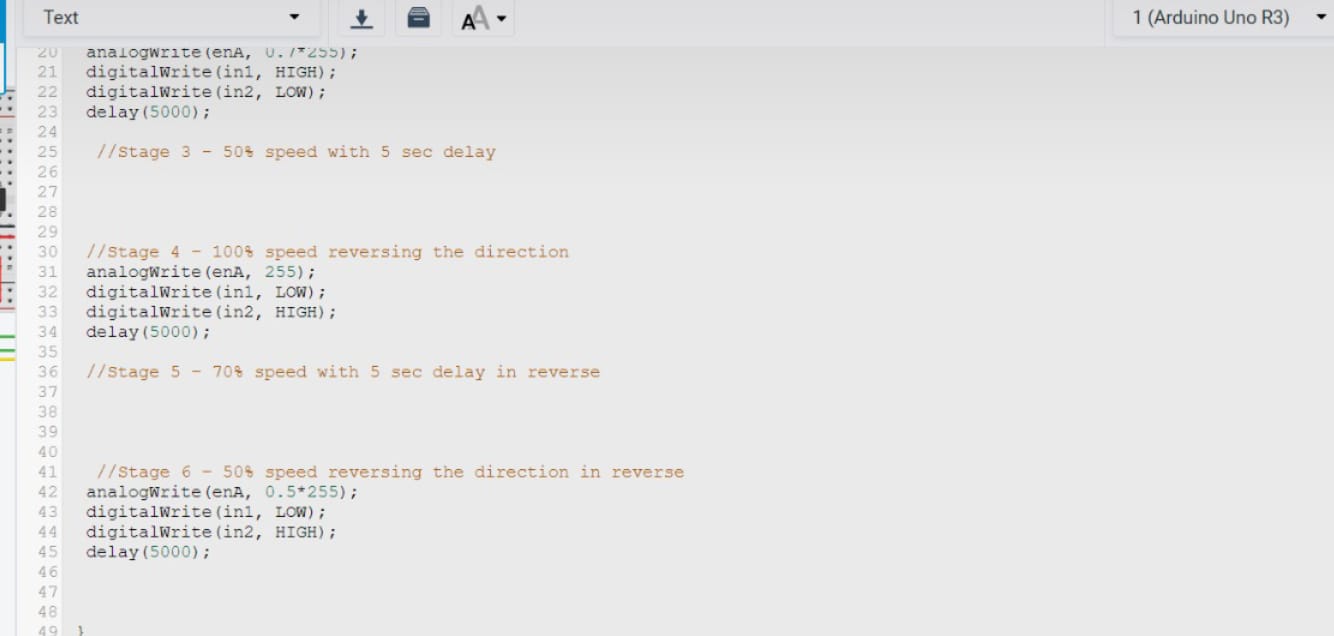 Text
1 (Arduino Uno R3)
AA
20 analogWrite(enA, 0.7*255);
21 digitalWrite(in1, HIGH);
22 digitalWrite(in2, LOW);
23 delay(5000);
24
25 //Stage 3 - 50% speed with 5 sec delay
26
27
28
29
30 //Stage 4 - 100% speed reversing the direction
31 analogWrite(enA, 255);
32 digitalWrite(in1, LOW);
33 digitalWrite(in2, HIGH);
34 delay(5000);
35
36 //Stage 5 - 70% speed with 5 sec delay in reverse
37
38
39
40
41 //Stage 6 - 50% speed reversing the direction in reverse
42 analogWrite(enA, 0.5*255);
43 digitalWrite(in1, LOW);
44 digitalWrite(in2, HIGH);
45 delay(5000);
46
47
48
49 }